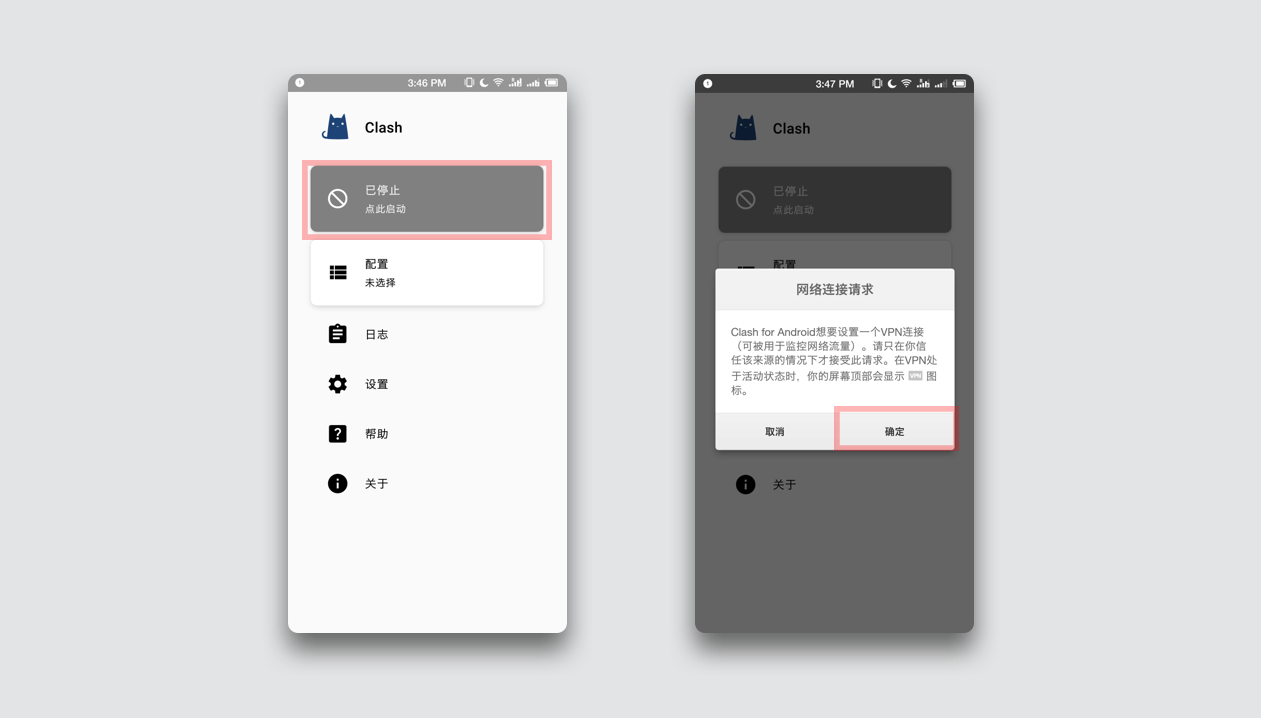 3:46 PM
Clash
已停止
点此启动
配置
未选择
日志
设置
帮助
关于
3:47 PM
Clash
已停止
点此启动
配置
网络连接请求
Clash for Android想要设置一个VPN连接
（可被用于监控网络流量）。请只在你信
任该来源的情况下才接受此请求。在VPN处
于活动状态时，你的屏幕顶部会显示 VPN 图
标。
取消
确定
关于